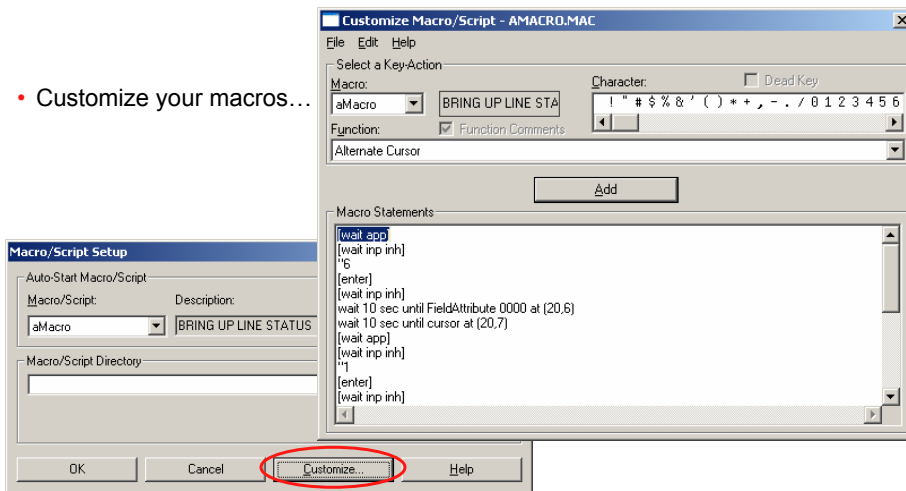 • Customize your macros…
Customize Macro/Script - AMACRO.MAC
File Edit Help
Select a Key-Action
Macro:
aMacro
BRING UP LINE STA
Character:
Dead Key
! " # $ % & ' ( ) * + , - . / 0 1 2 3 4 5 6
Function:
Function Comments
Alternate Cursor
Add
Macro Statements
[wait app]
[wait inp inh]
"6
[enter]
[wait inp inh]
wait 10 sec until FieldAttribute 0000 at (20,6)
wait 10 sec until cursor at (20,7)
[wait app]
[wait inp inh]
"1
[enter]
[wait inp inh]
Macro/Script Setup
Auto-Start Macro/Script
Macro/Script:
Description:
aMacro
BRING UP LINE STATUS
Macro/Script Directory
OK
Cancel
Customize...
Help